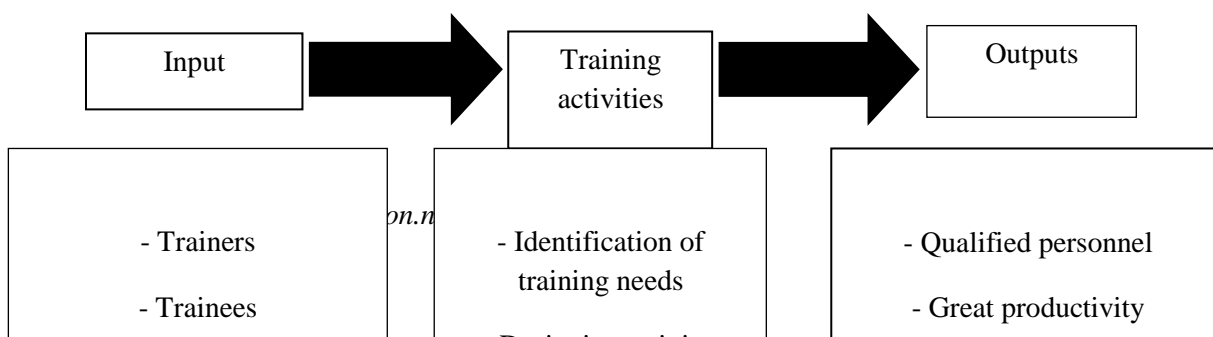 Input
Training
activities
Outputs
- Trainers
- Trainees
- Identification of
training needs
- Qualified personnel
- Great productivity